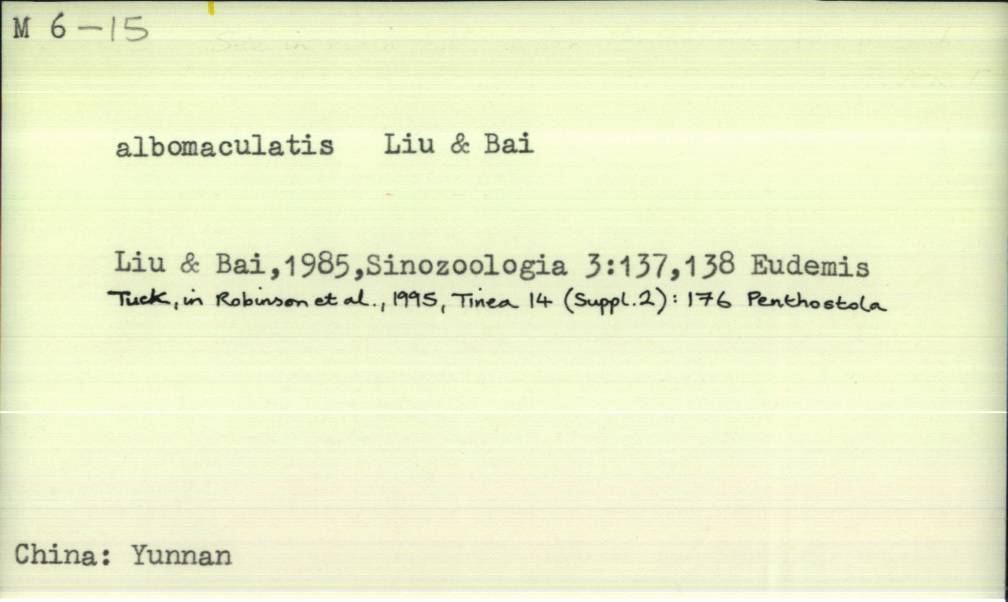 M 6-15
albomaculatis Liu & Bai
Liu & Bai,1985,Sinozoologia 3:137,138 Eudemis
Tuck, in Robinson et al., 1995, Tinea 14 (Suppl.2): 176 Penthostola
China: Yunnan